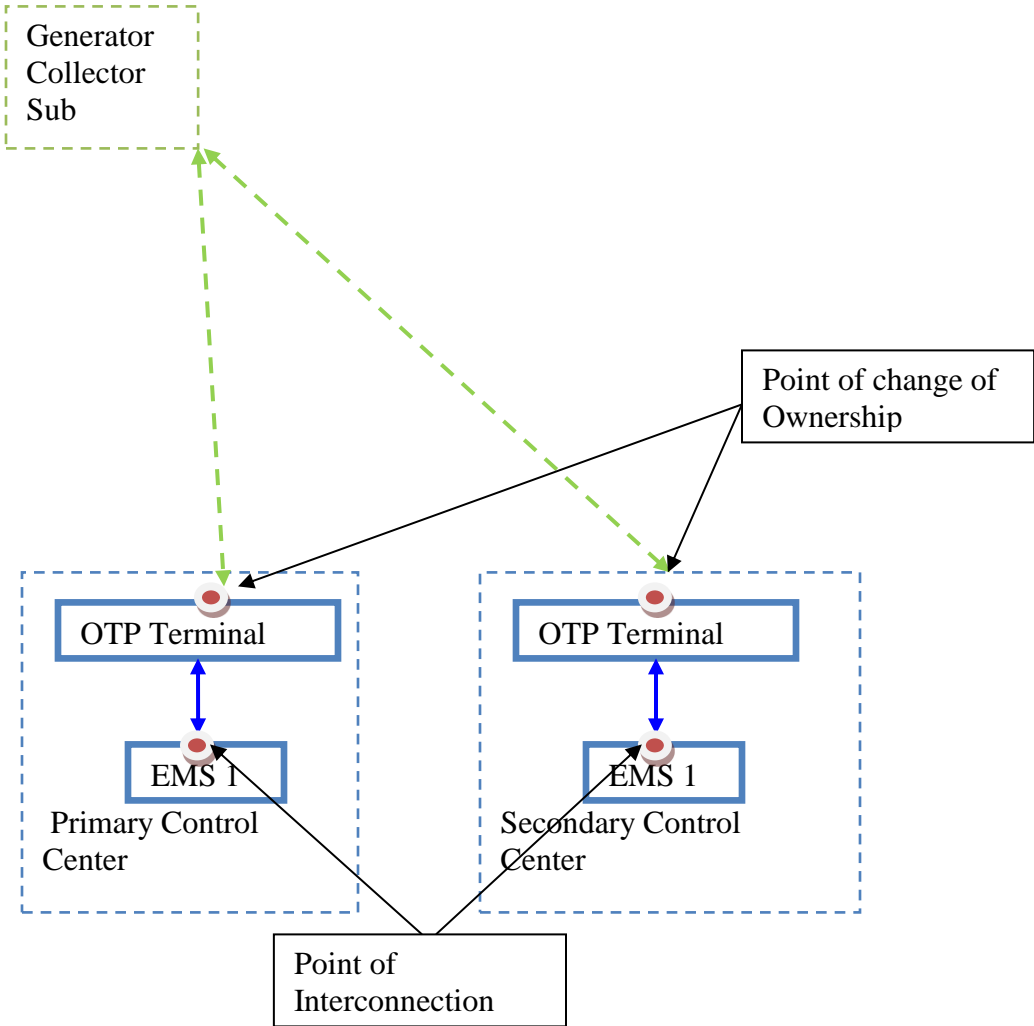 Generator
Collector
Sub
Point of change of
Ownership
OTP Terminal
OTP Terminal
EMS 1
EMS 1
Primary Control
Center
Secondary Control
Center
Point of
Interconnection